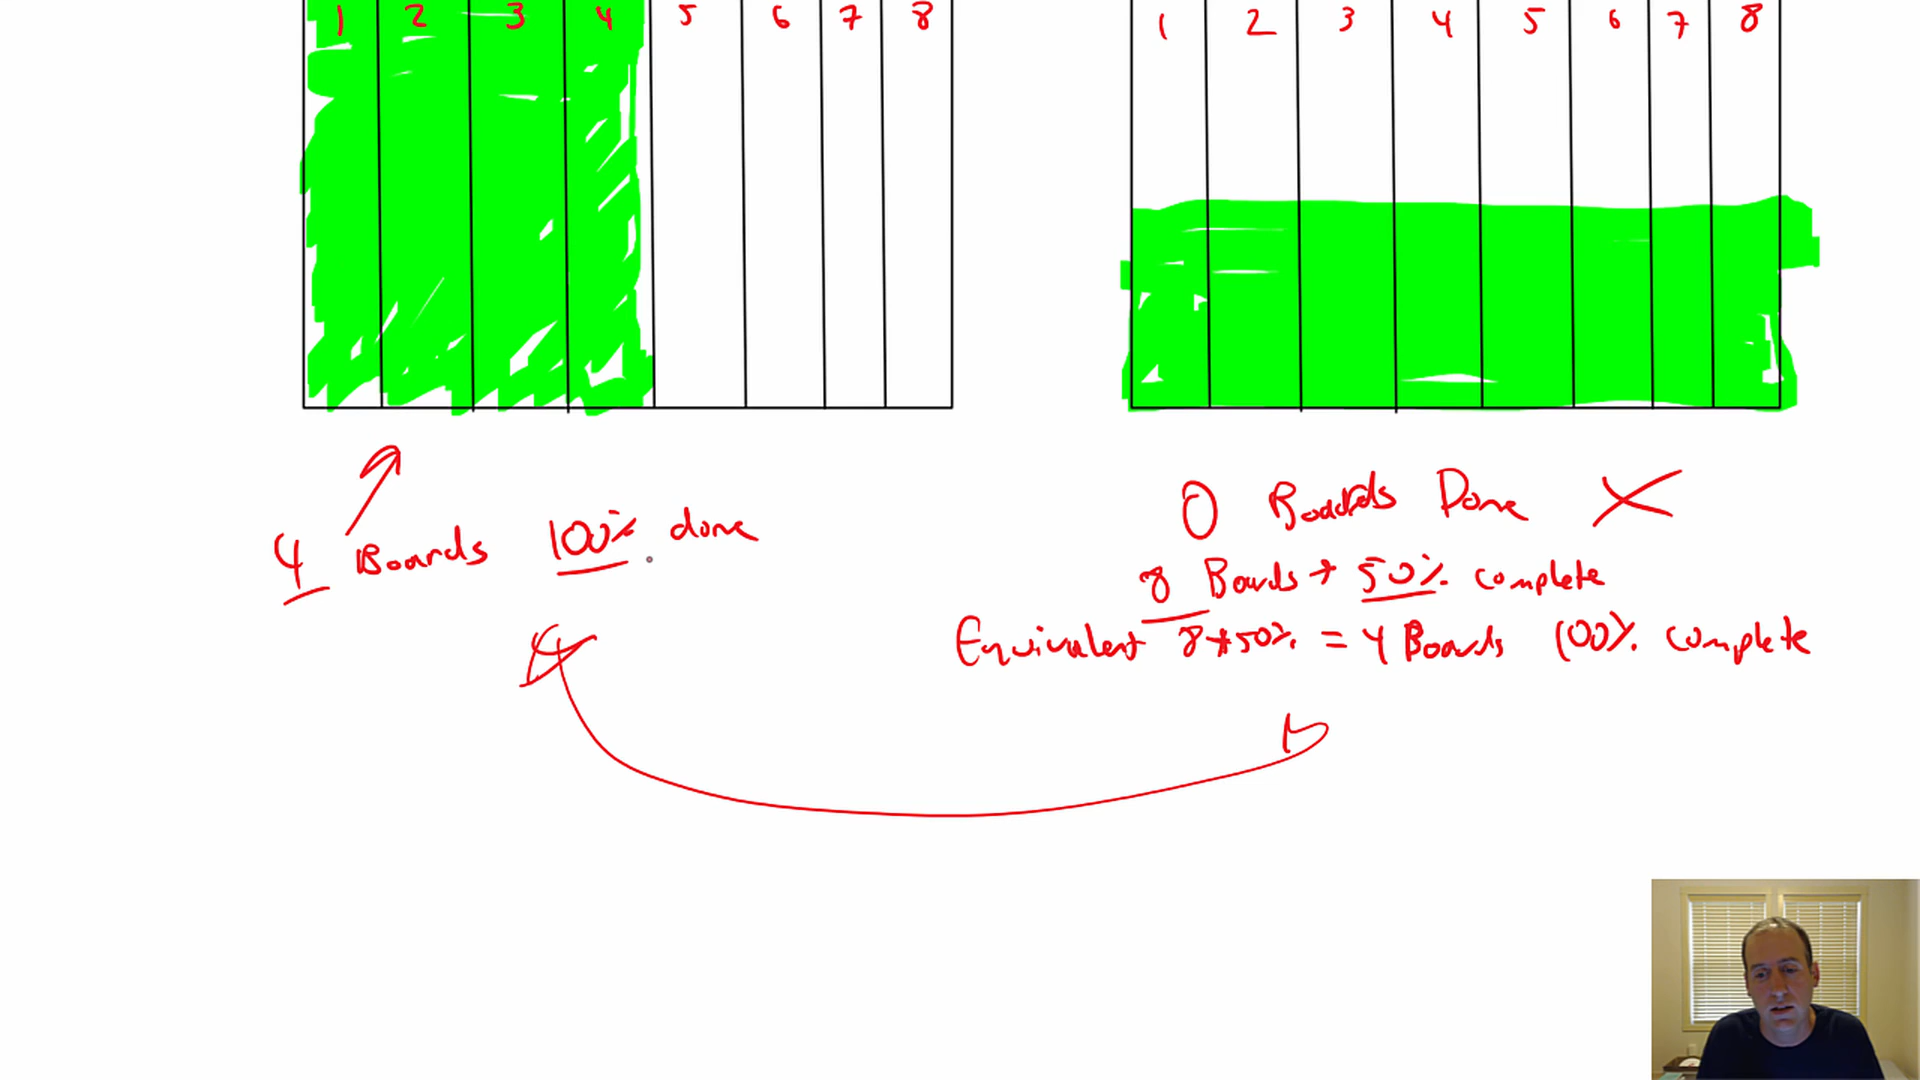 1 2 3 4 5 6 7 8
1 2 3 4 5 6 7 8
4 Boards 100% done
0 Boards Done
8 Boards → 50% complete
Equivalent 8*50% = 4 Boards 100% complete